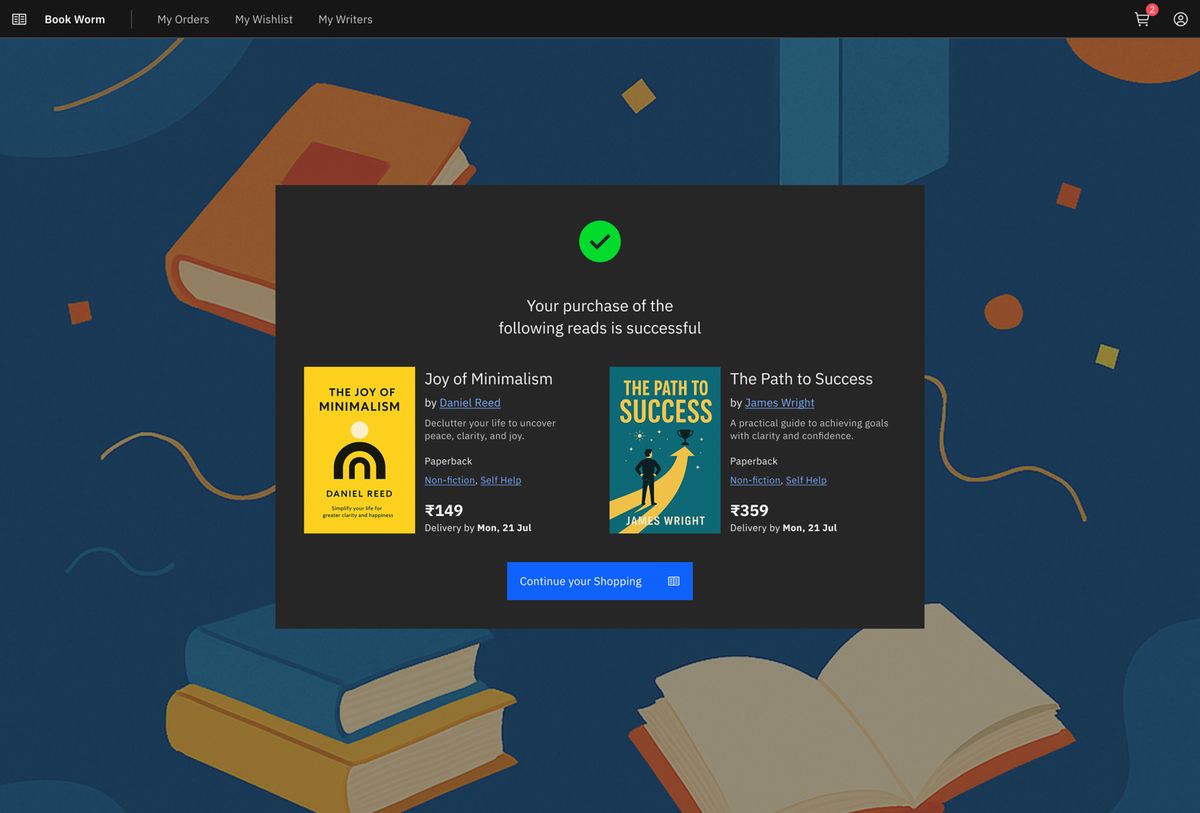 Book Worm
My Orders
My Wishlist
My Writers
2
Your purchase of the
following reads is successful
THE JOY OF
MINIMALISM
DANIEL REED
Simplify your life for
greater clarity and happiness
Joy of Minimalism
by Daniel Reed
Declutter your life to uncover
peace, clarity, and joy.
Paperback
Non-fiction, Self Help
₹149
Delivery by Mon, 21 Jul
THE PATH TO
SUCCESS
JAMES WRIGHT
The Path to Success
by James Wright
A practical guide to achieving goals
with clarity and confidence.
Paperback
Non-fiction, Self Help
₹359
Delivery by Mon, 21 Jul
Continue your Shopping